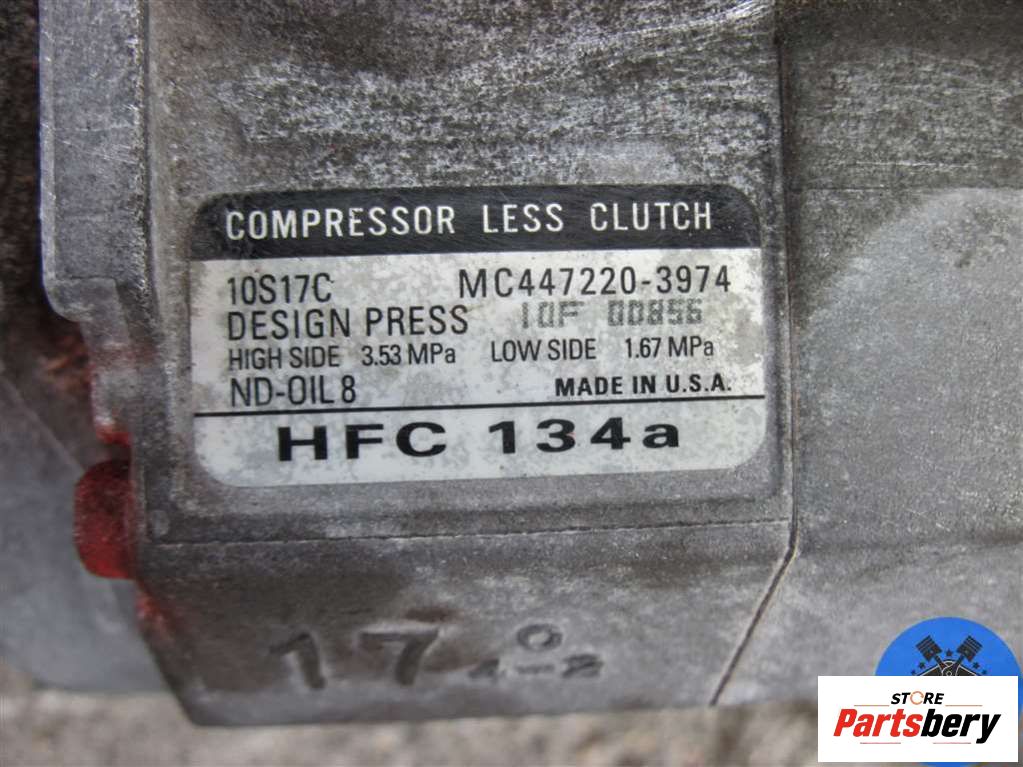 COMPRESSOR LESS CLUTCH
10S17C MC447220-3974
DESIGN PRESS 10F 00856
HIGH SIDE 3.53 MPa LOW SIDE 1.67 MPa
ND-OIL 8 MADE IN U.S.A.
HFC 134a
17
STORE
Partsbery